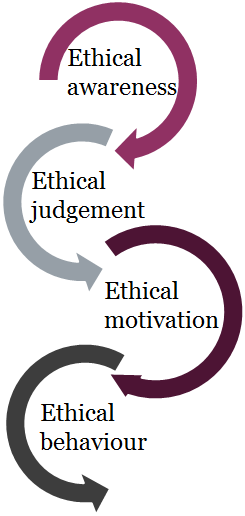 Ethical
awareness
Ethical
judgement
Ethical
motivation
Ethical
behaviour